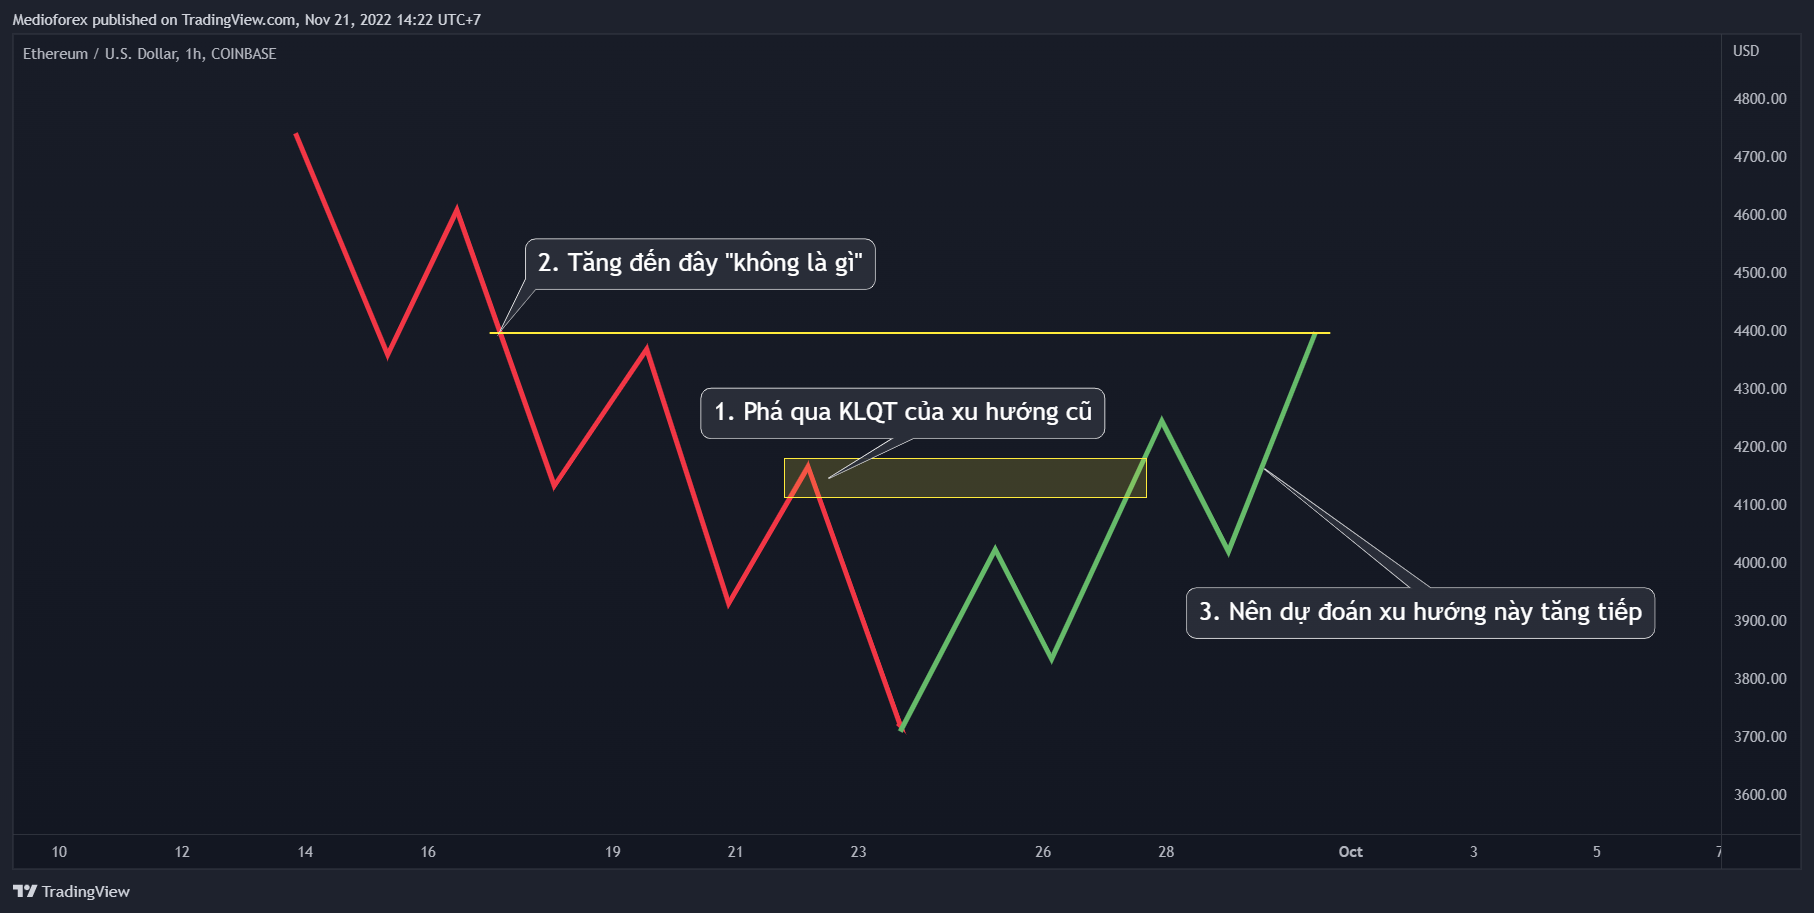 Medioforex published on TradingView.com, Nov 21, 2022 14:22 UTC+7
Ethereum / U.S. Dollar, 1h, COINBASE
USD
4800.00
4700.00
4600.00
2. Tăng đến đây "không là gì"
4500.00
4400.00
4300.00
1. Phá qua KLQT của xu hướng cũ
4200.00
4100.00
4000.00
3. Nên dự đoán xu hướng này tăng tiếp
3900.00
3800.00
3700.00
3600.00
10 12 14 16 19 21 23 26 28 Oct 3 5 7
TradingView